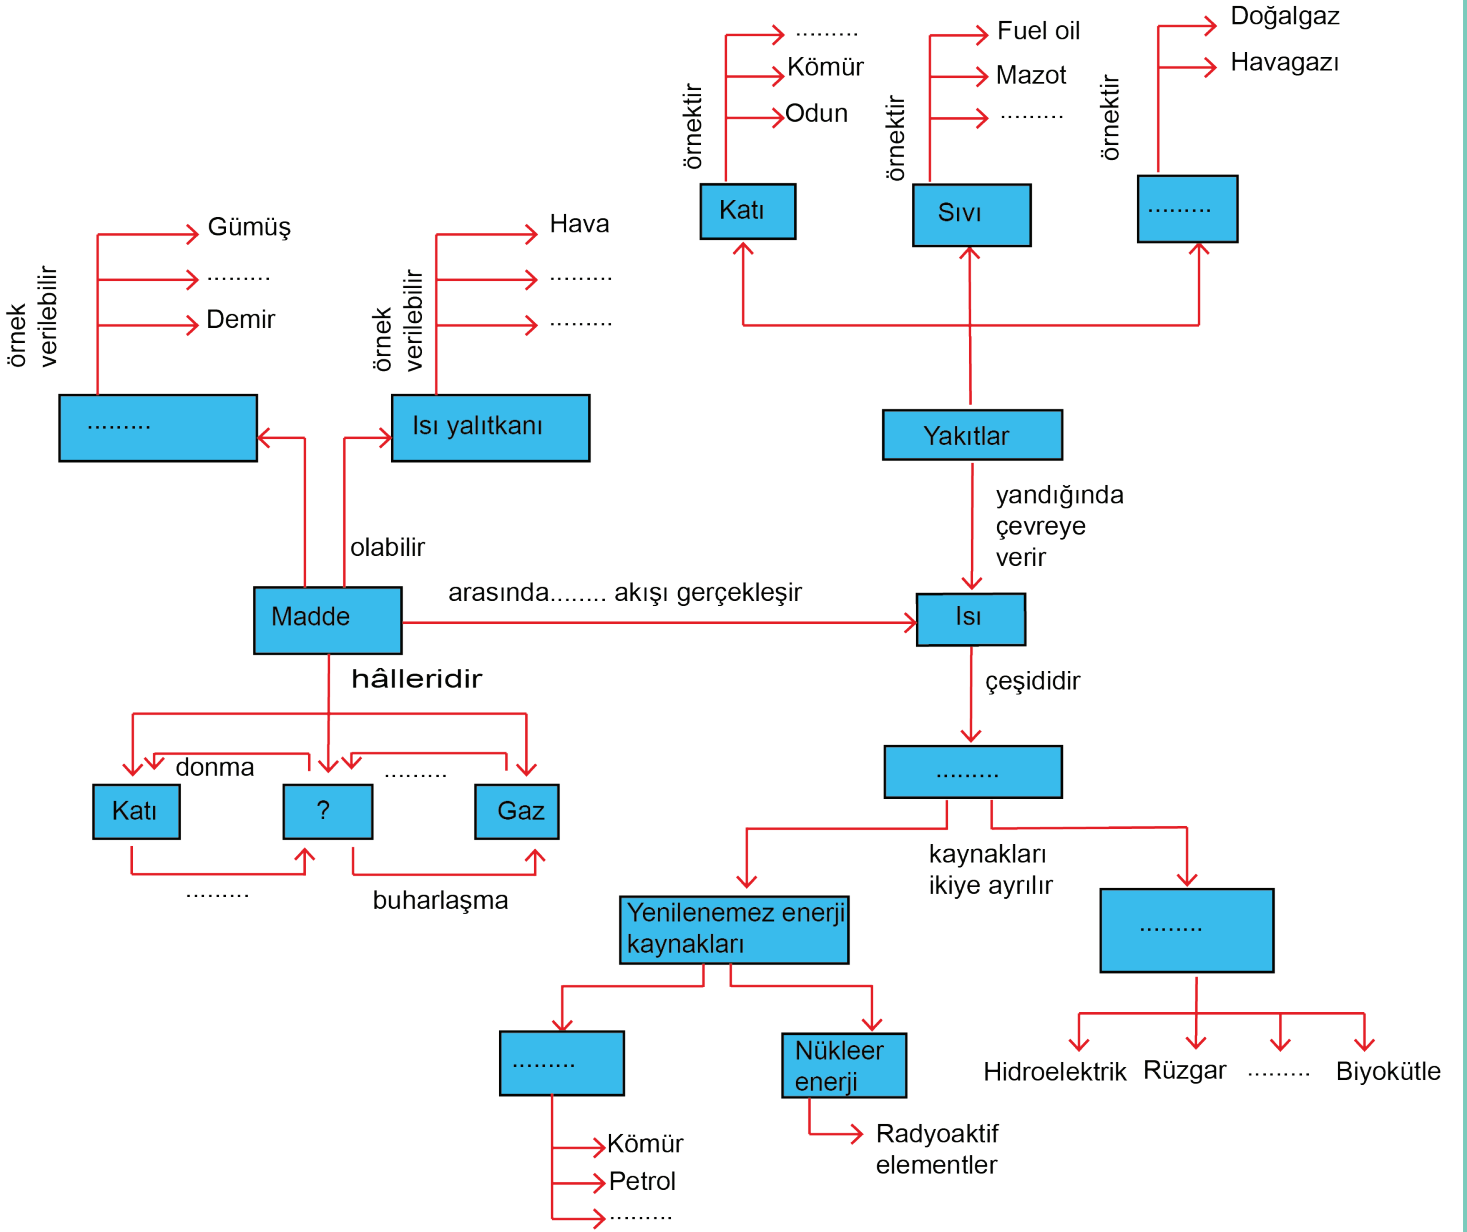 .........
Kömür
Odun
örnektir
Katı
Fuel oil
Mazot
.........
örnektir
Sıvı
Doğalgaz
Havagazı
örnektir
.........
Gümüş
.........
Demir
örnek
verilebilir
.........
Hava
.........
.........
örnek
verilebilir
Isı yalıtkanı
Yakıtlar
yandığında
çevreye
verir
olabilir
Madde
arasında........ akışı gerçekleşir
Isı
hâlleridir
çeşididir
donma
.........
.........
Katı
?
Gaz
.........
buharlaşma
kaynakları
ikiye ayrılır
Yenilenemez enerji
kaynakları
.........
.........
Nükleer
enerji
Hidroelektrik
Rüzgar
.........
Biyokütle
Kömür
Petrol
.........
Radyoaktif
elementler